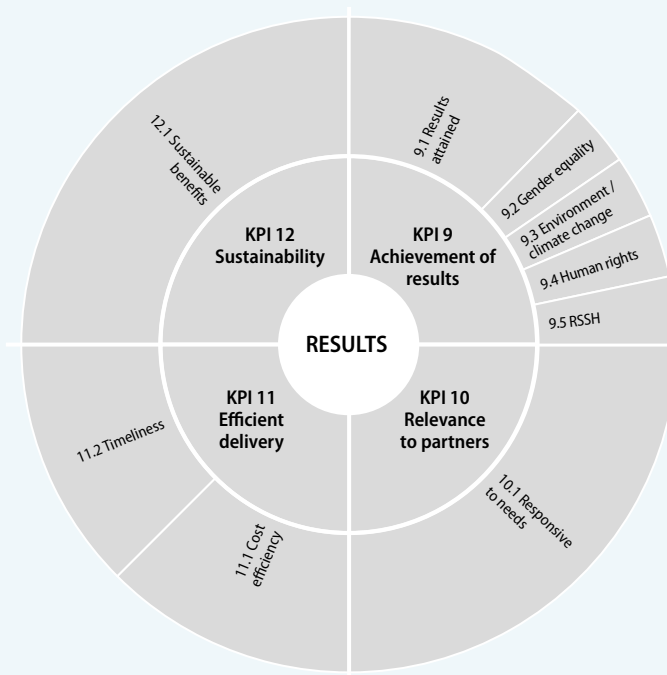 12.1 Sustainable
benefits
9.1 Results
attained
9.2 Gender equality
9.3 Environment /
climate change
9.4 Human rights
9.5 RSSH
KPI 12
Sustainability
KPI 9
Achievement of
results
RESULTS
KPI 11
Efficient
delivery
KPI 10
Relevance
to partners
11.2 Timeliness
11.1 Cost
efficiency
10.1 Responsive
to needs